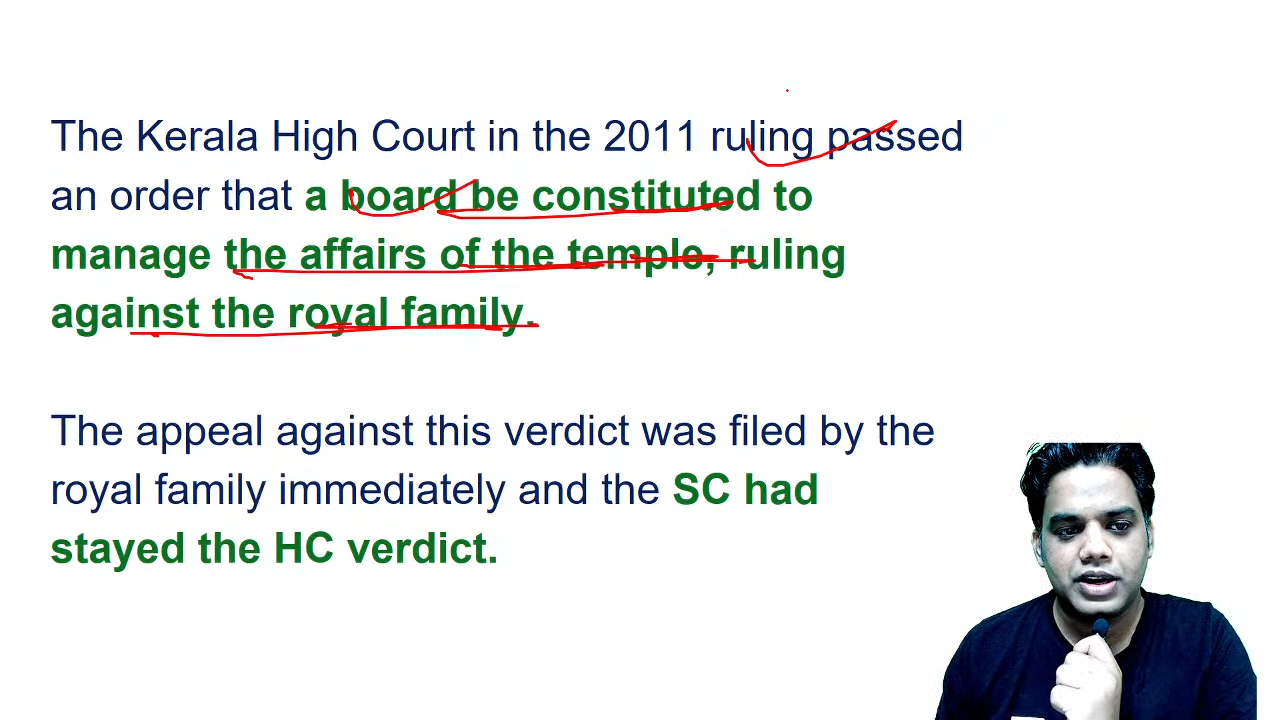 The Kerala High Court in the 2011 ruling passed
an order that a board be constituted to
manage the affairs of the temple, ruling
against the royal family.
The appeal against this verdict was filed by the
royal family immediately and the SC had
stayed the HC verdict.